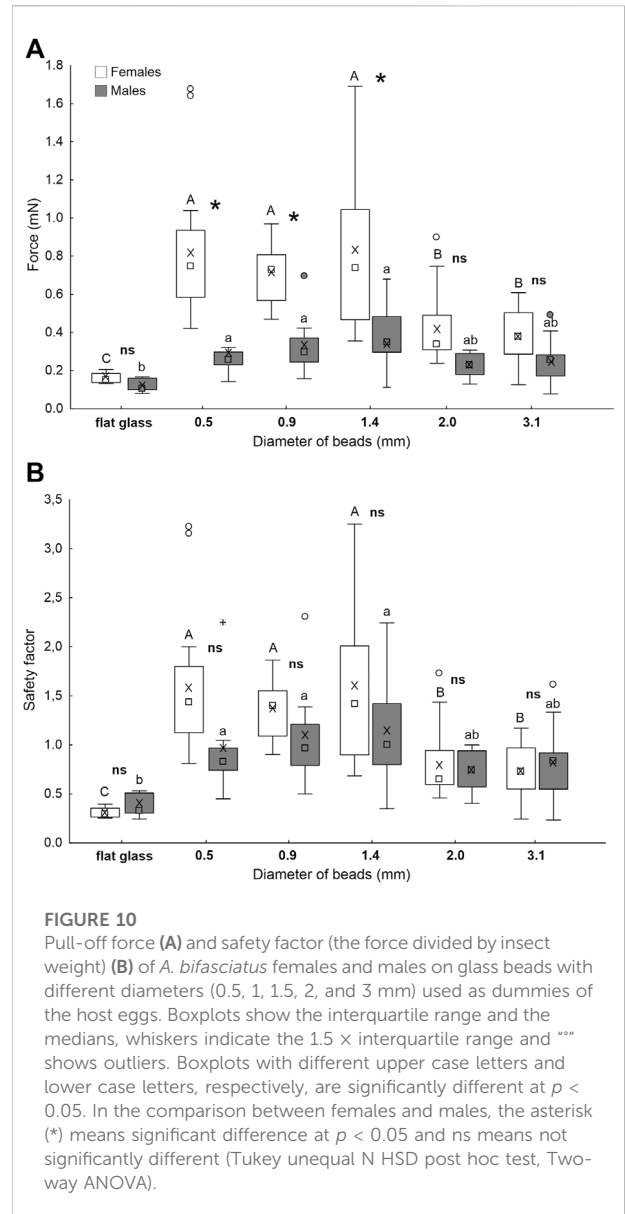 A
1.8
Females
Males
A
*
1.6
1.4
1.2
A
*
A
*
1.0
B
ns
Force (mN)
0.8
B
ns
a
a
0.6
ab
0.4
C
ns
b
a
ab
0.2
0.0
flat glass
0.5
0.9
1.4
2.0
3.1
Diameter of beads (mm)
B
3,5
A
ns
3.0
2.5
a
A
ns
A
ns
2.0
Safety factor
B
ns
B
ns
1.5
a
ab
a
ab
1.0
C
ns
b
0.5
0.0
flat glass
0.5
0.9
1.4
2.0
3.1
Diameter of beads (mm)
FIGURE 10
Pull-off force (A) and safety factor (the force divided by insect
weight) (B) of A. bifasciatus females and males on glass beads with
different diameters (0.5, 1, 1.5, 2, and 3 mm) used as dummies of
the host eggs. Boxplots show the interquartile range and the
medians, whiskers indicate the 1.5 × interquartile range and “°”
shows outliers. Boxplots with different upper case letters and
lower case letters, respectively, are significantly different at p <
0.05. In the comparison between females and males, the asterisk
(*) means significant difference at p < 0.05 and ns means not
significantly different (Tukey unequal N HSD post hoc test, Two-
way ANOVA).